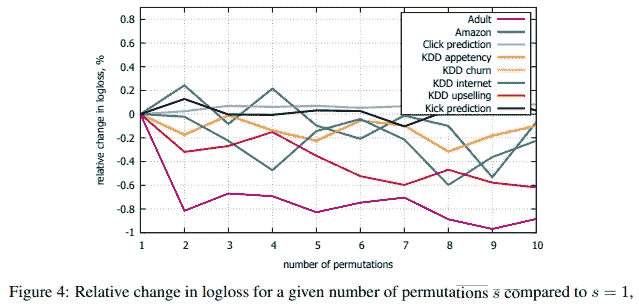 relative change in logloss, %
0.8
0.6
0.4
0.2
0
-0.2
-0.4
-0.6
-0.8
-1
Adult
Amazon
Click prediction
KDD appetency
KDD churn
KDD internet
KDD upselling
Kick prediction
1 2 3 4 5 6 7 8 9 10
number of permutations
Figure 4: Relative change in logloss for a given number of permutations s compared to s = 1,